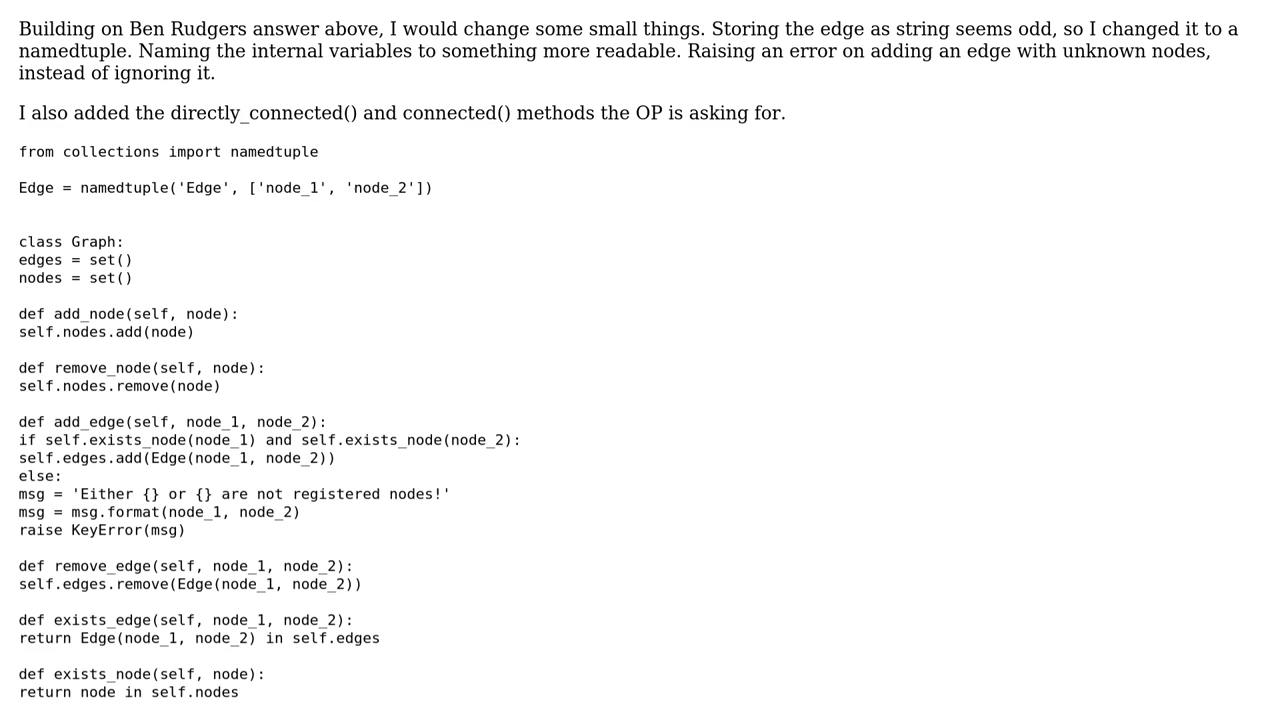 Building on Ben Rudgers answer above, I would change some small things. Storing the edge as string seems odd, so I changed it to a
namedtuple. Naming the internal variables to something more readable. Raising an error on adding an edge with unknown nodes,
instead of ignoring it.
I also added the directly_connected() and connected() methods the OP is asking for.
from collections import namedtuple
Edge = namedtuple('Edge', ['node_1', 'node_2'])
class Graph:
edges = set()
nodes = set()
def add_node(self, node):
self.nodes.add(node)
def remove_node(self, node):
self.nodes.remove(node)
def add_edge(self, node_1, node_2):
if self.exists_node(node_1) and self.exists_node(node_2):
self.edges.add(Edge(node_1, node_2))
else:
msg = 'Either {} or {} are not registered nodes!'
msg = msg.format(node_1, node_2)
raise KeyError(msg)
def remove_edge(self, node_1, node_2):
self.edges.remove(Edge(node_1, node_2))
def exists_edge(self, node_1, node_2):
return Edge(node_1, node_2) in self.edges
def exists_node(self, node):
return node in self.nodes